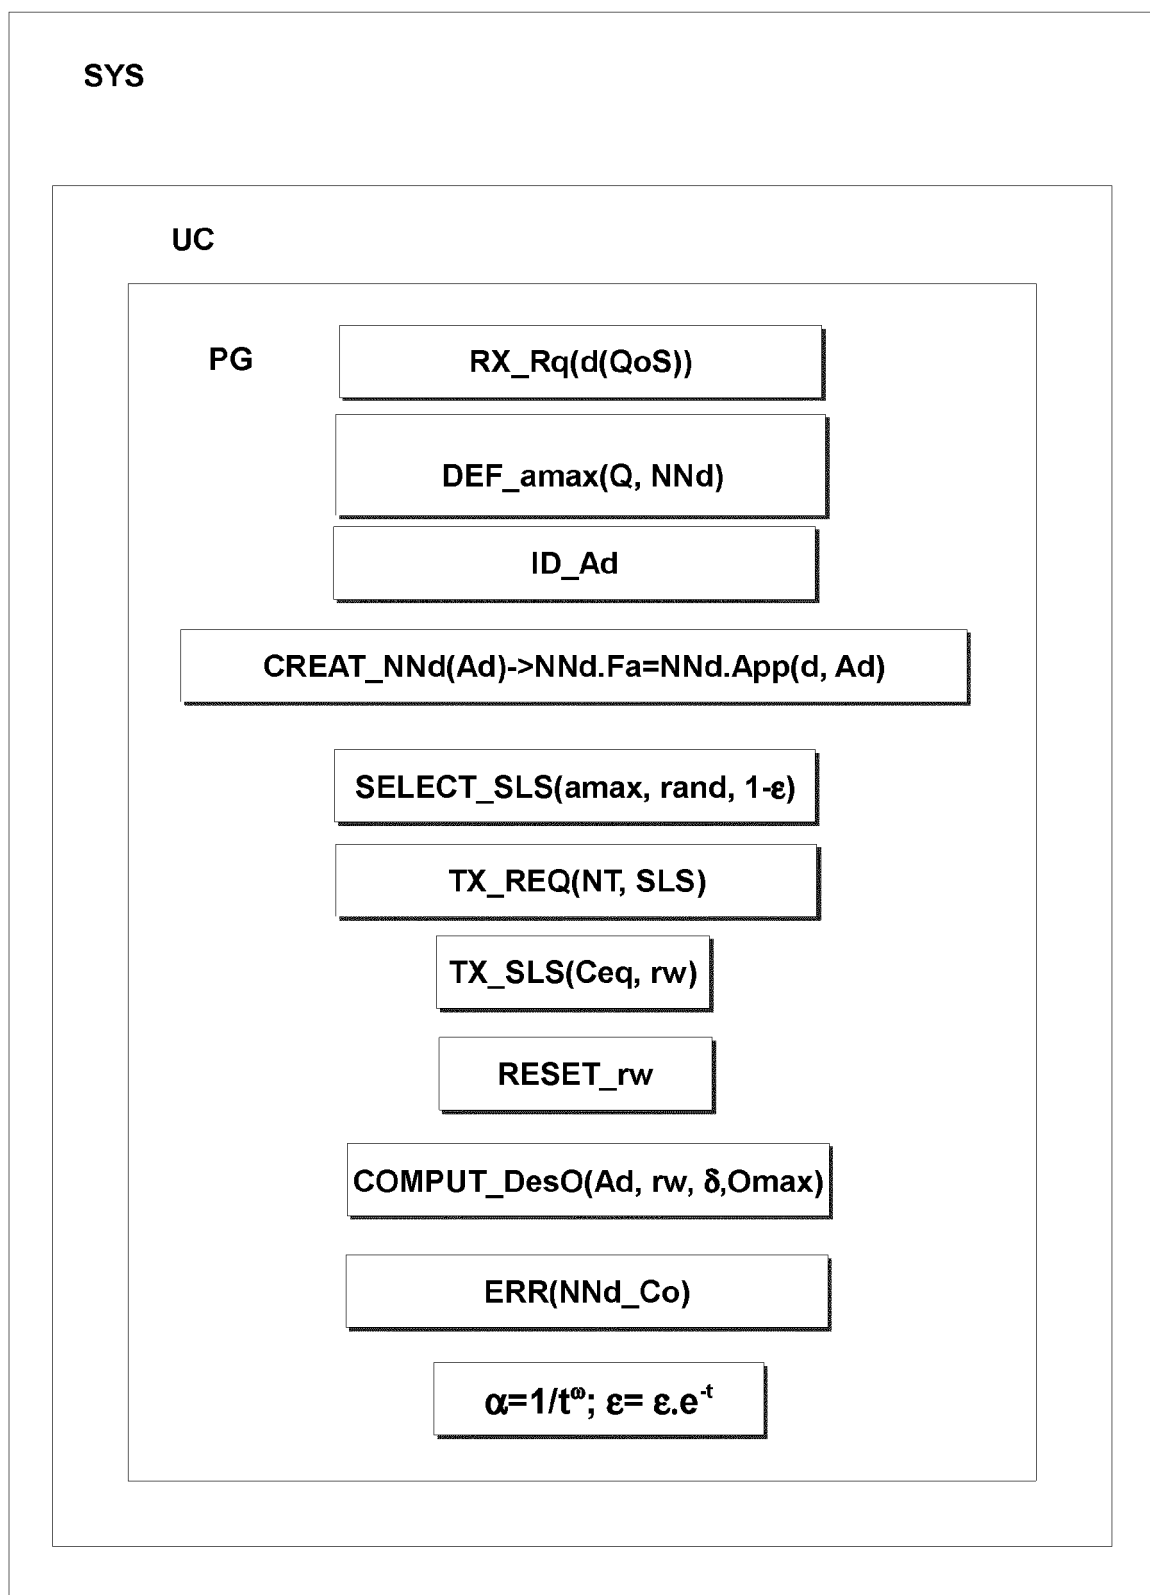 SYS
UC
PG
RX_Rq(d(QoS))
DEF_amax(Q, NNd)
ID_Ad
CREAT_NNd(Ad)->NNd.Fa=NNd.App(d, Ad)
SELECT_SLS(amax, rand, 1-ε)
TX_REQ(NT, SLS)
TX_SLS(Ceq, rw)
RESET_rw
COMPUT_DesO(Ad, rw, δ,Omax)
ERR(NNd_Co)
α=1/t^ω; ε= ε.e^-t